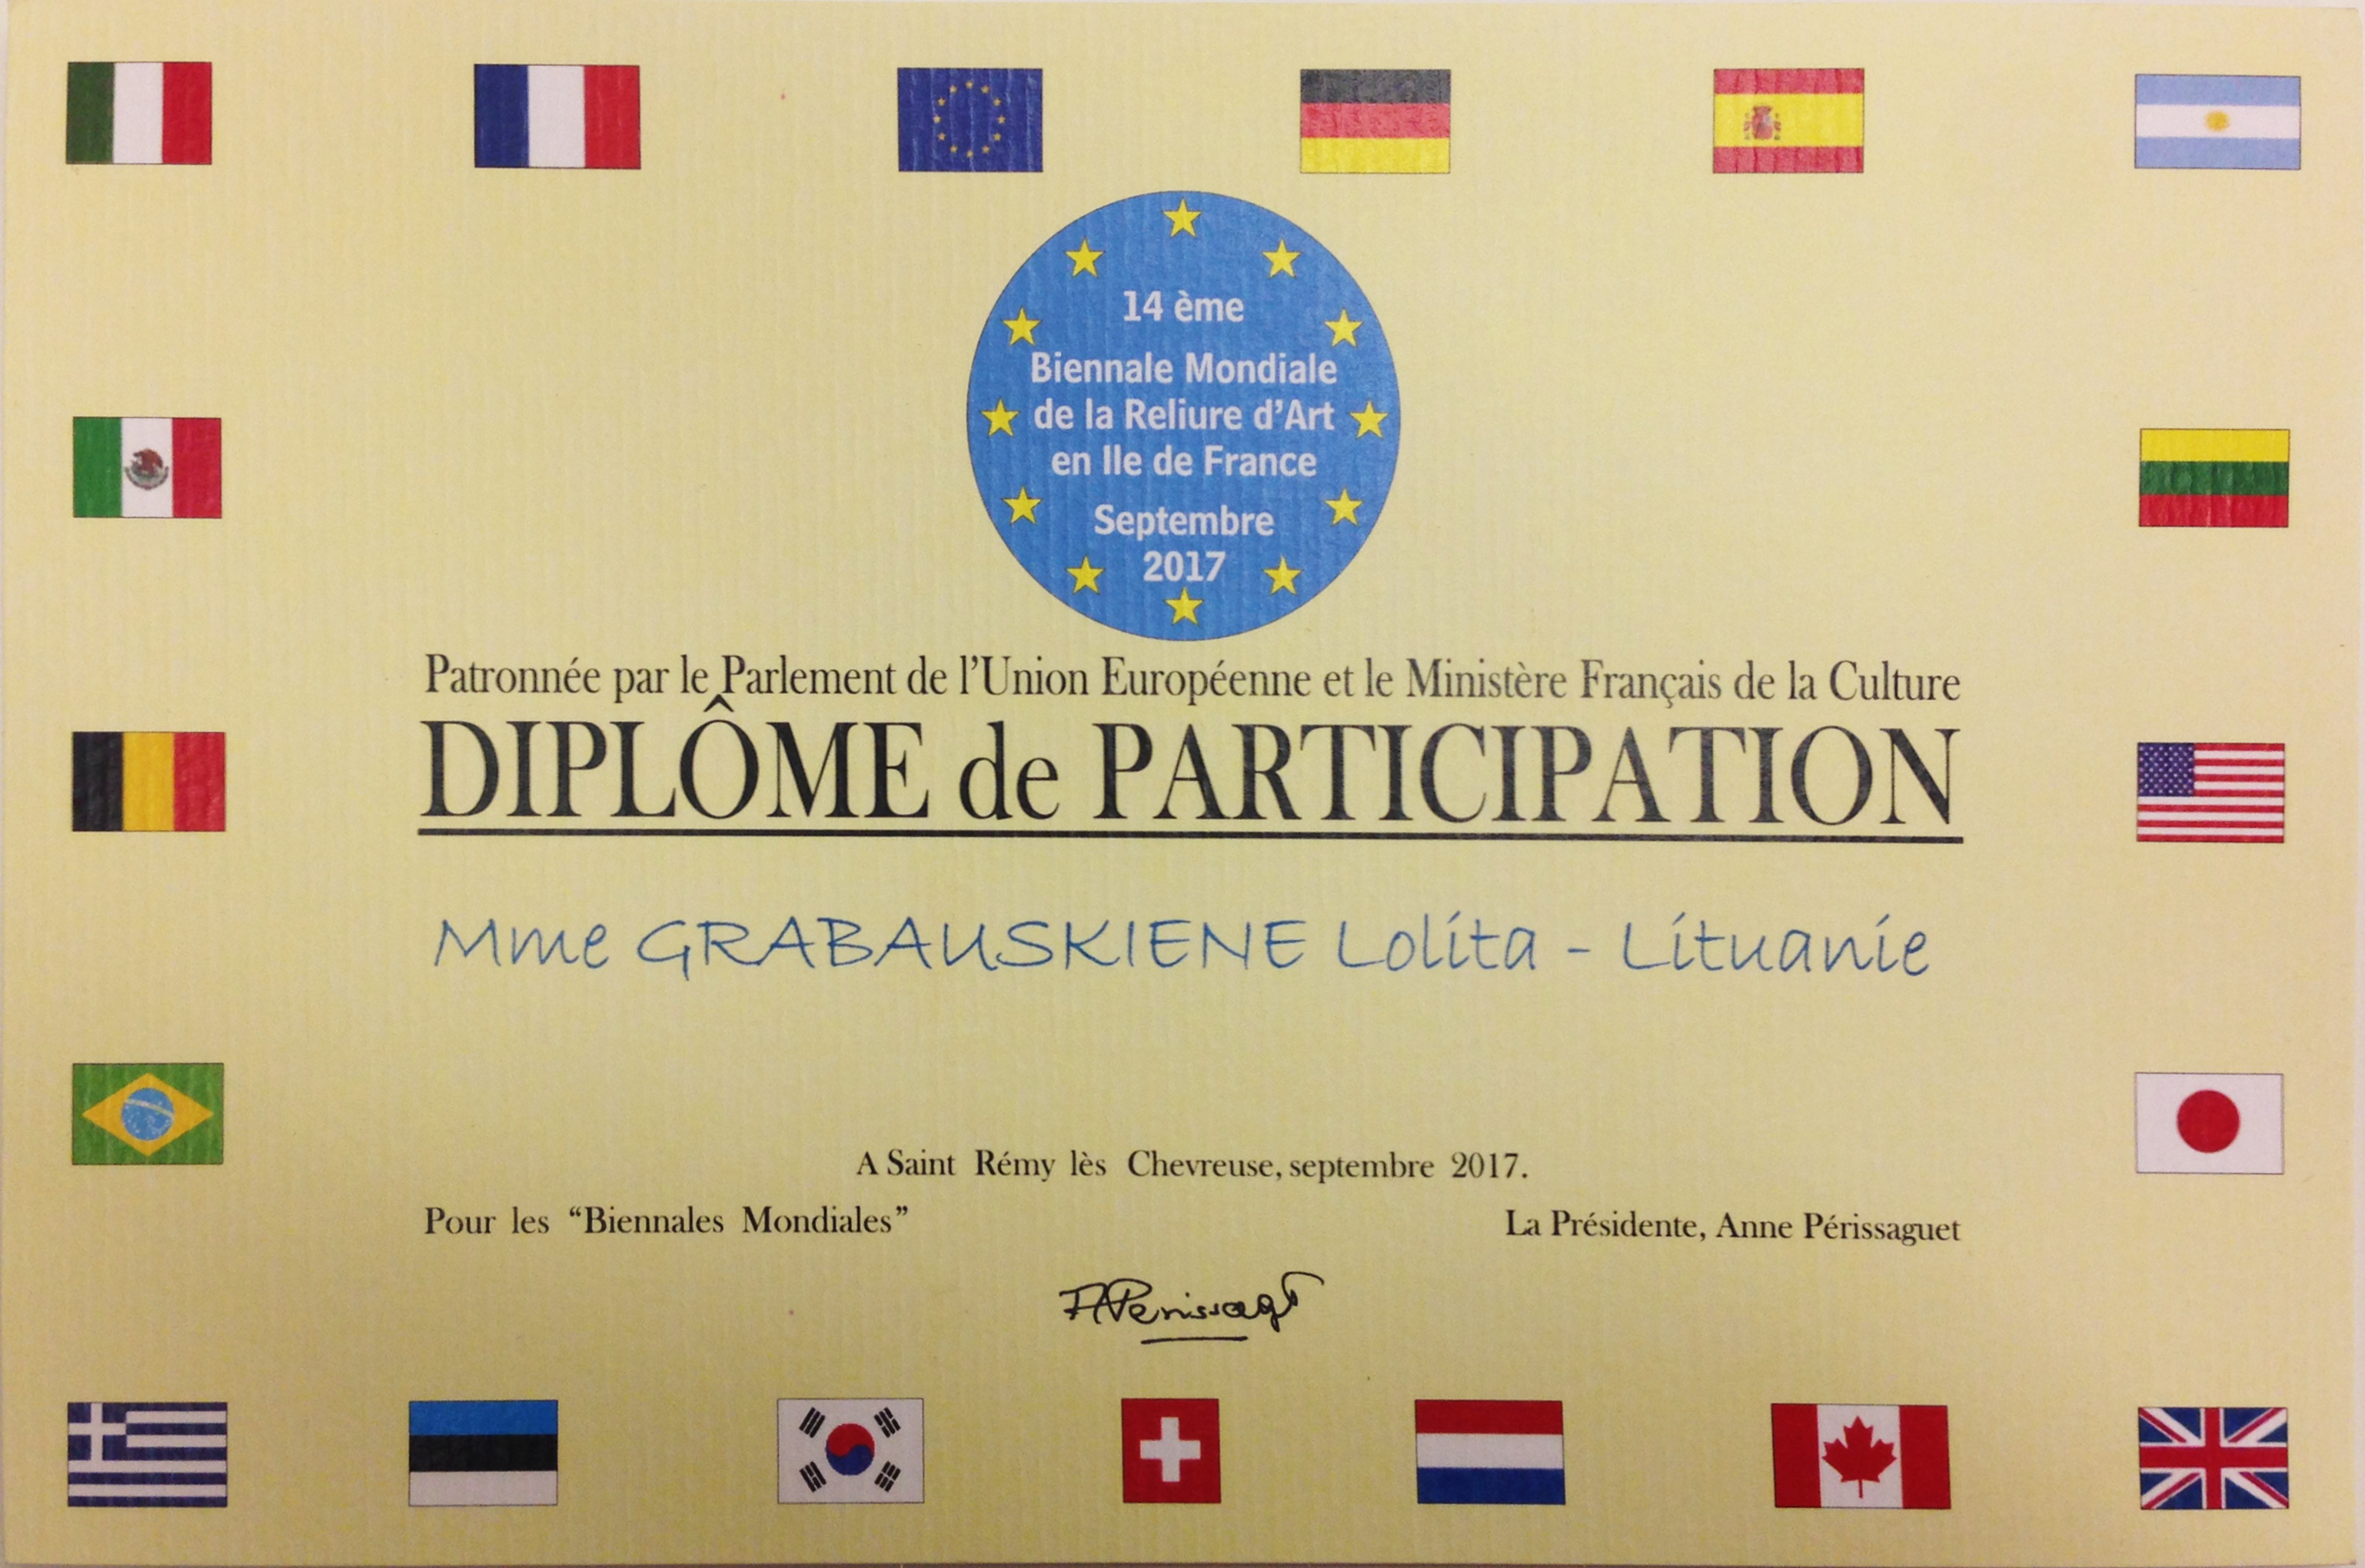 14 ème
Biennale Mondiale
de la Reliure d'Art
en Ile de France
Septembre
2017
Patronnée par le Parlement de l'Union Européenne et le Ministère Français de la Culture
DIPLÔME de PARTICIPATION
Mme GRABAUSKIENE Lolita - Lituanie
A Saint Rémy lès Chevreuse, septembre 2017.
Pour les “Biennales Mondiales” La Présidente, Anne Périssaguet